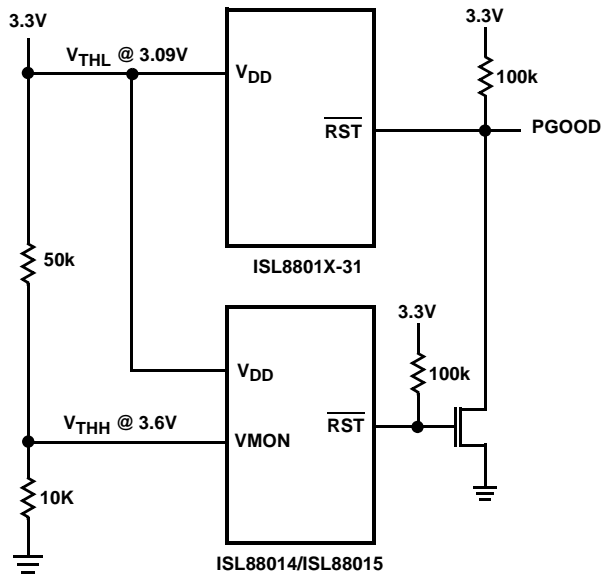 3.3V
V_THL @ 3.09V
3.3V
V_DD
100k
RST
PGOOD
50k
ISL8801X-31
3.3V
V_DD
100k
V_THH @ 3.6V
VMON
RST
10K
ISL88014/ISL88015